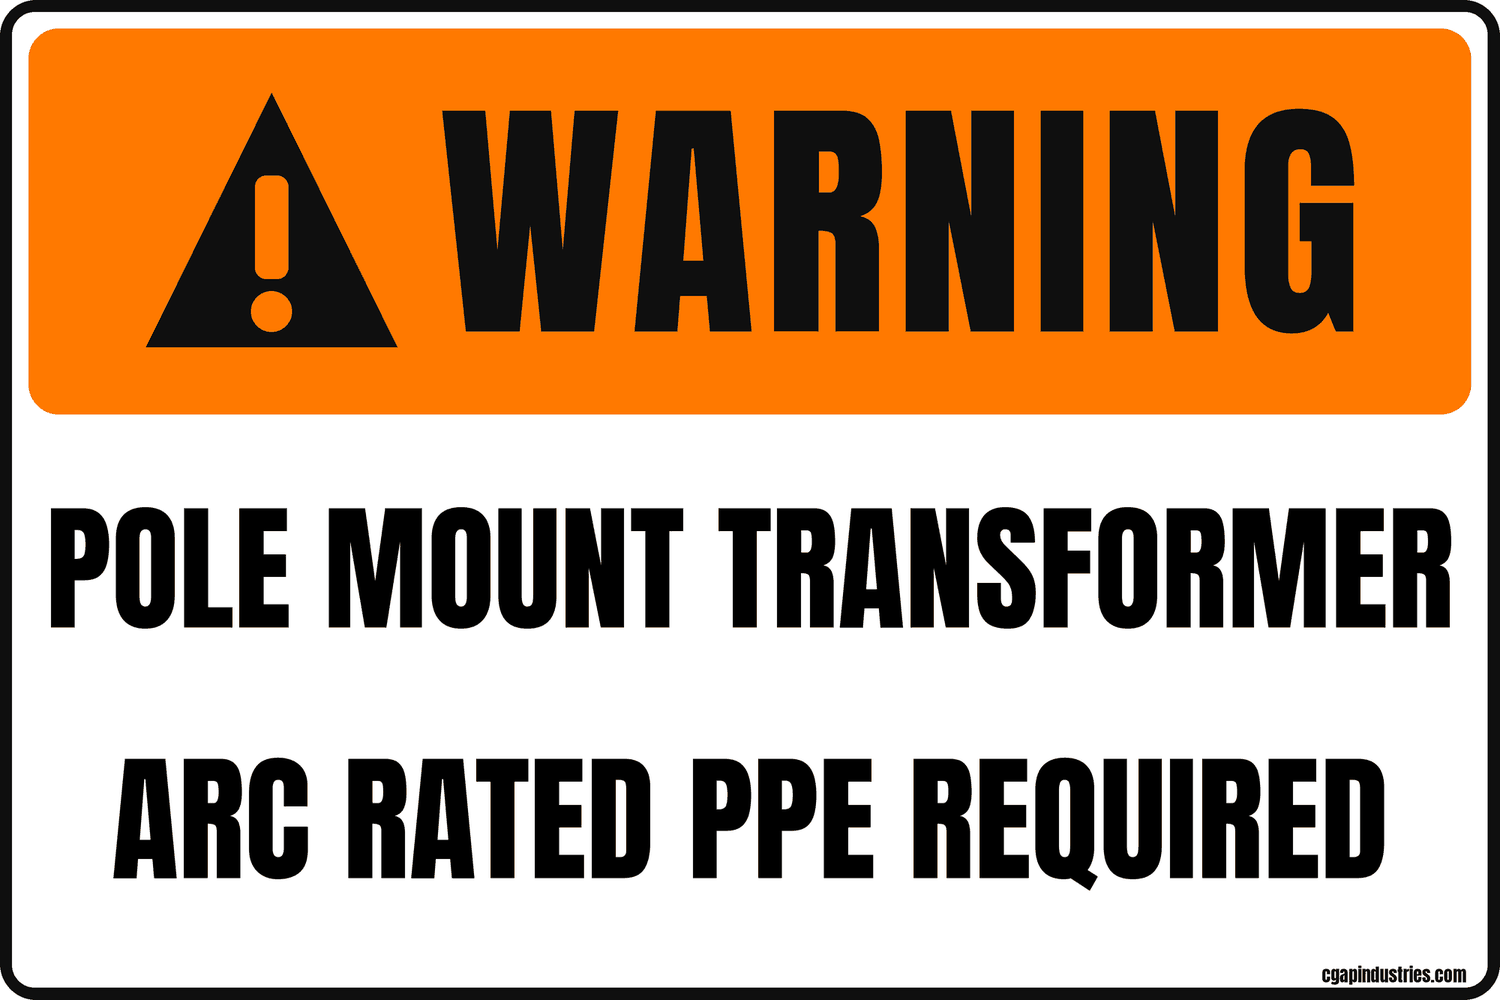 WARNING
POLE MOUNT TRANSFORMER
ARC RATED PPE REQUIRED
cgapindustries.com